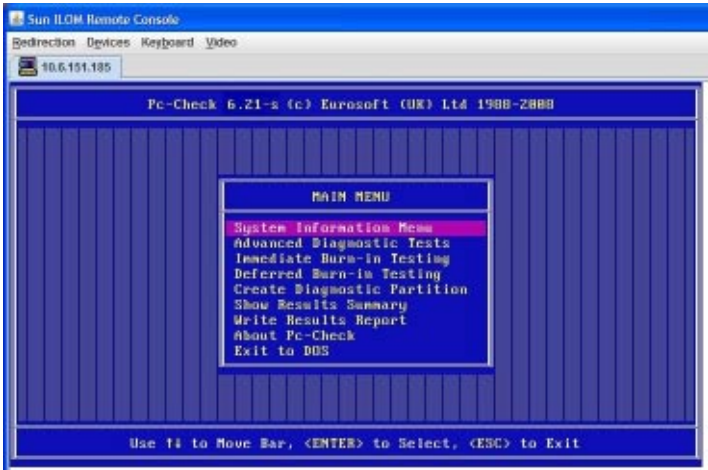 Sun ILOM Remote Console
Redirection Devices Keyboard Video
10.6.151.185
Pc-Check 6.21-s (c) Eurosoft (UK) Ltd 1988-2008
MAIN MENU
System Information Menu
Advanced Diagnostic Tests
Immediate Burn-in Testing
Deferred Burn-in Testing
Create Diagnostic Partition
Show Results Summary
Write Results Report
About Pc-Check
Exit to DOS
Use ↑↓ to Move Bar, <ENTER> to Select, <ESC> to Exit